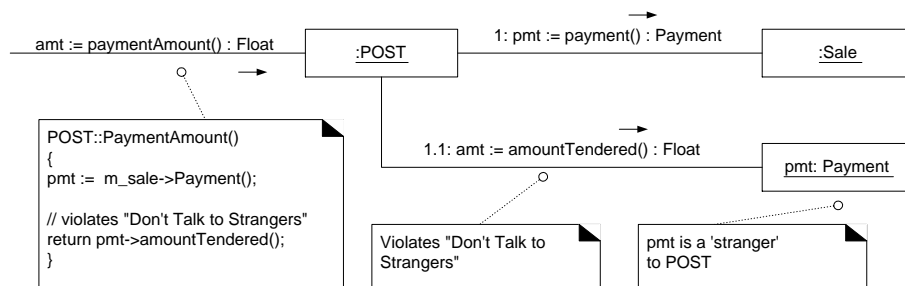 amt := paymentAmount() : Float
:POST
1: pmt := payment() : Payment
:Sale
POST::PaymentAmount()
{
pmt := m_sale->Payment();
// violates "Don't Talk to Strangers"
return pmt->amountTendered();
}
1.1: amt := amountTendered() : Float
pmt: Payment
Violates "Don't Talk to
Strangers"
pmt is a 'stranger'
to POST